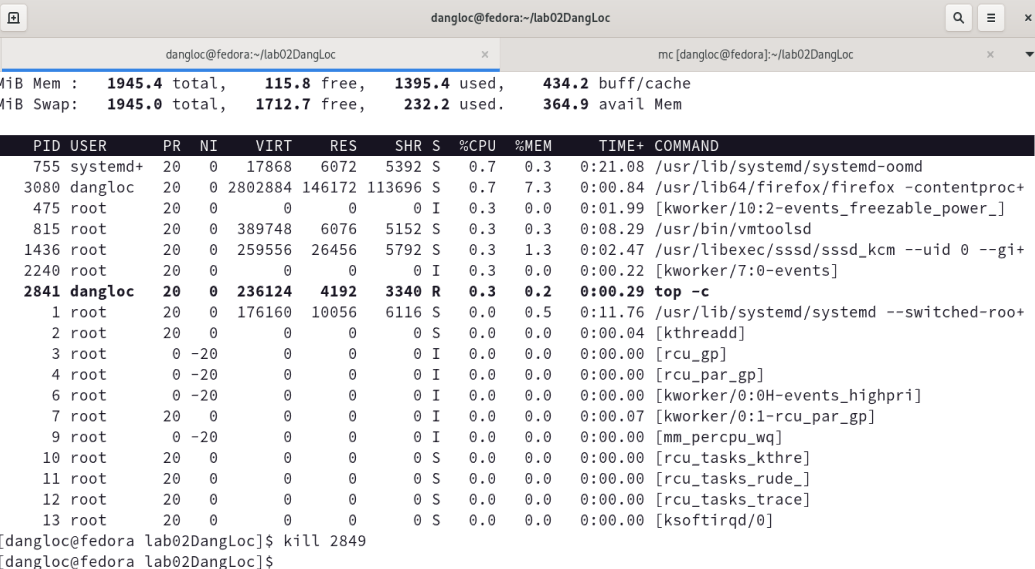 dangloc@fedora:~/lab02DangLoc
dangloc@fedora:~/lab02DangLoc × mc [dangloc@fedora]:~/lab02DangLoc ×
MiB Mem : 1945.4 total, 115.8 free, 1395.4 used, 434.2 buff/cache
MiB Swap: 1945.0 total, 1712.7 free, 232.2 used. 364.9 avail Mem
PID USER PR NI VIRT RES SHR S %CPU %MEM TIME+ COMMAND
755 systemd+ 20 0 17868 6072 5392 S 0.7 0.3 0:21.08 /usr/lib/systemd/systemd-oomd
3080 dangloc 20 0 2802884 146172 113696 S 0.7 7.3 0:00.84 /usr/lib64/firefox/firefox -contentproc+
475 root 20 0 0 0 0 I 0.3 0.0 0:01.99 [kworker/10:2-events_freezable_power_]
815 root 20 0 389748 6076 5152 S 0.3 0.3 0:08.29 /usr/bin/vmtoolsd
1436 root 20 0 259556 26456 5792 S 0.3 1.3 0:02.47 /usr/libexec/sssd/sssd_kcm --uid 0 --gi+
2240 root 20 0 0 0 0 I 0.3 0.0 0:00.22 [kworker/7:0-events]
2841 dangloc 20 0 236124 4192 3340 R 0.3 0.2 0:00.29 top -c
1 root 20 0 176160 10056 6116 S 0.0 0.5 0:11.76 /usr/lib/systemd/systemd --switched-roo+
2 root 20 0 0 0 0 S 0.0 0.0 0:00.04 [kthreadd]
3 root 0 -20 0 0 0 I 0.0 0.0 0:00.00 [rcu_gp]
4 root 0 -20 0 0 0 I 0.0 0.0 0:00.00 [rcu_par_gp]
6 root 0 -20 0 0 0 I 0.0 0.0 0:00.00 [kworker/0:0H-events_highpri]
7 root 20 0 0 0 0 I 0.0 0.0 0:00.07 [kworker/0:1-rcu_par_gp]
9 root 0 -20 0 0 0 I 0.0 0.0 0:00.00 [mm_percpu_wq]
10 root 20 0 0 0 0 S 0.0 0.0 0:00.00 [rcu_tasks_kthre]
11 root 20 0 0 0 0 S 0.0 0.0 0:00.00 [rcu_tasks_rude_]
12 root 20 0 0 0 0 S 0.0 0.0 0:00.00 [rcu_tasks_trace]
13 root 20 0 0 0 0 S 0.0 0.0 0:00.00 [ksoftirqd/0]
[dangloc@fedora lab02DangLoc]$ kill 2849
[dangloc@fedora lab02DangLoc]$